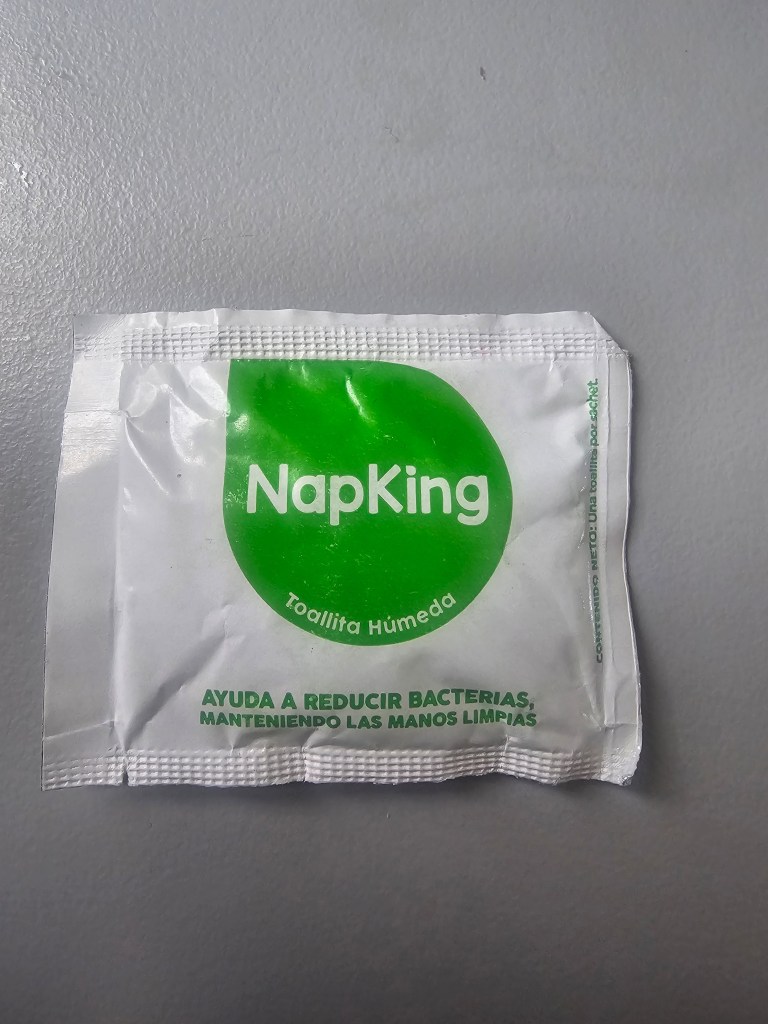 NapKing
Toallita Húmeda
AYUDA A REDUCIR BACTERIAS,
MANTENIENDO LAS MANOS LIMPIAS
CONTENIDO NETO: Una toallita por sachet.